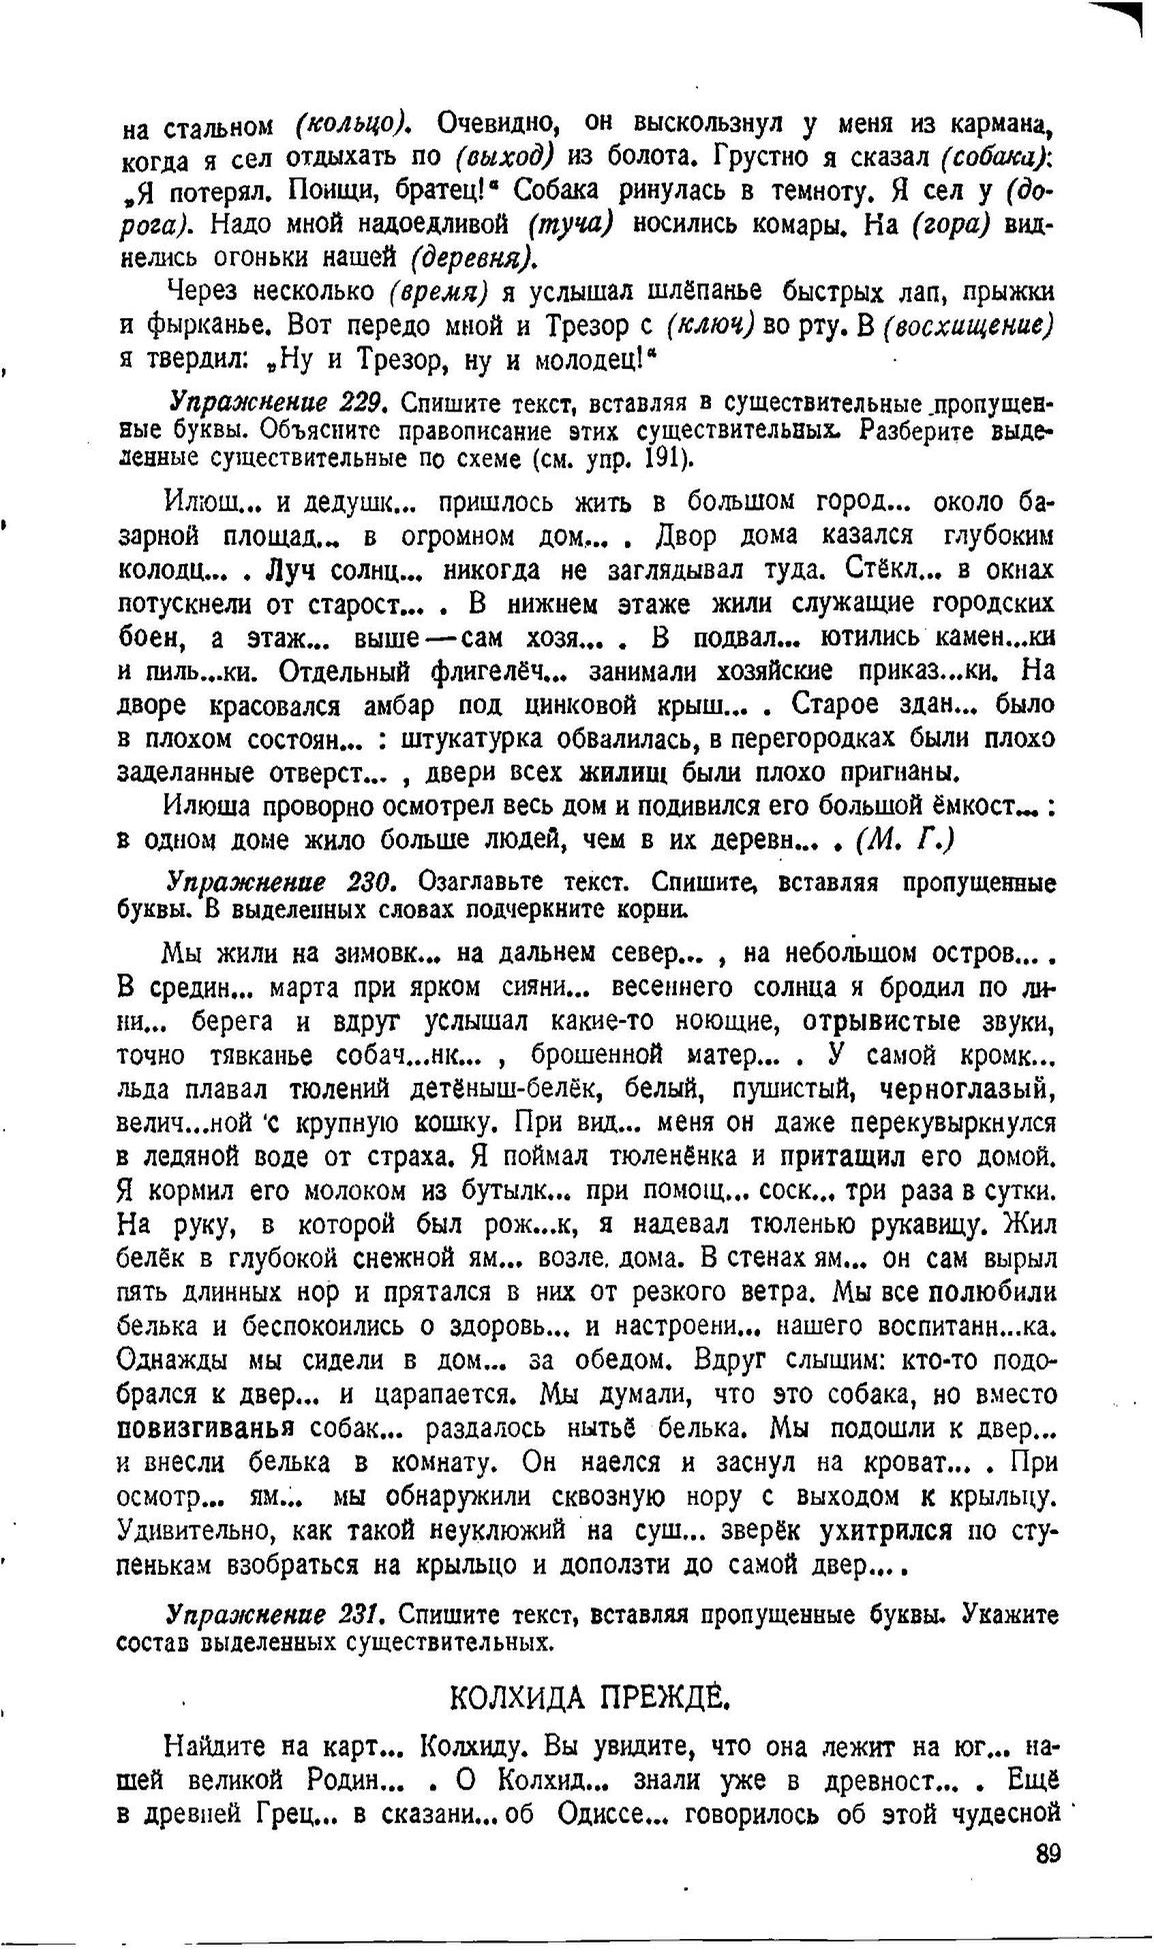 на стальном (кольцо). Очевидно, он выскользнул у меня из кармана,
когда я сел отдыхать по (выход) из болота. Грустно я сказал (собака):
„Я потерял. Поищи, братец!“ Собака ринулась в темноту. Я сел у (до-
рога). Надо мной надоедливой (туча) носились комары. На (гора) вид-
нелись огоньки нашей (деревня).
Через несколько (время) я услышал шлёпанье быстрых лап, прыжки
и фырканье. Вот передо мной и Трезор с (ключ) во рту. В (восхищение)
я твердил: „Ну и Трезор, ну и молодец!“
Упражнение 229. Спишите текст, вставляя в существительные пропущен-
ные буквы. Объясните правописание этих существительных. Разберите выде-
ленные существительные по схеме (см. упр. 191).
Илюш... и дедушк... пришлось жить в большом город... около ба-
зарной площад... в огромном дом... . Двор дома казался глубоким
колодц... . Луч солнц... никогда не заглядывал туда. Стёкл... в окнах
потускнели от старост... . В нижнем этаже жили служащие городских
боен, а этаж... выше — сам хозя... . В подвал... ютились камен...ки
и пиль...ки. Отдельный флигелёч... занимали хозяйские приказ...ки. На
дворе красовался амбар под цинковой крыш... . Старое здан... было
в плохом состоян... : штукатурка обвалилась, в перегородках были плохо
заделанные отверст... , двери всех жилищ были плохо пригнаны.
Илюша проворно осмотрел весь дом и подивился его большой ёмкост... :
в одном доме жило больше людей, чем в их деревн... . (М. Г.)
Упражнение 230. Озаглавьте текст. Спишите, вставляя пропущенные
буквы. В выделенных словах подчеркните корни.
Мы жили на зимовк... на дальнем север... , на небольшом остров... .
В средин... марта при ярком сияни... весеннего солнца я бродил по ли-
ни... берега и вдруг услышал какие-то ноющие, отрывистые звуки,
точно тявканье собач...нк... , брошенной матер... . У самой кромк...
льда плавал тюлений детёныш-белёк, белый, пушистый, черноглазый,
велич...ной с крупную кошку. При вид... меня он даже перекувыркнулся
в ледяной воде от страха. Я поймал тюленёнка и притащил его домой.
Я кормил его молоком из бутылк... при помощ... соск... три раза в сутки.
На руку, в которой был рож...к, я надевал тюленью рукавицу. Жил
белёк в глубокой снежной ям... возле дома. В стенах ям... он сам вырыл
пять длинных нор и прятался в них от резкого ветра. Мы все полюбили
белька и беспокоились о здоровь... и настроени... нашего воспитанн...ка.
Однажды мы сидели в дом... за обедом. Вдруг слышим: кто-то подо-
брался к двер... и царапается. Мы думали, что это собака, но вместо
повизгиванья собак... раздалось нытьё белька. Мы подошли к двер...
и внесли белька в комнату. Он наелся и заснул на кроват... . При
осмотр... ям... мы обнаружили сквозную нору с выходом к крыльцу.
Удивительно, как такой неуклюжий на суш... зверёк ухитрился по сту-
пенькам взобраться на крыльцо и доползти до самой двер... .
Упражнение 231. Спишите текст, вставляя пропущенные буквы. Укажите
состав выделенных существительных.
КОЛХИДА ПРЕЖДЕ.
Найдите на карт... Колхиду. Вы увидите, что она лежит на юг... на-
шей великой Родин... . О Колхид... знали уже в древност... . Ещё
в древней Грец... в сказани... об Одиссе... говорилось об этой чудесной
89